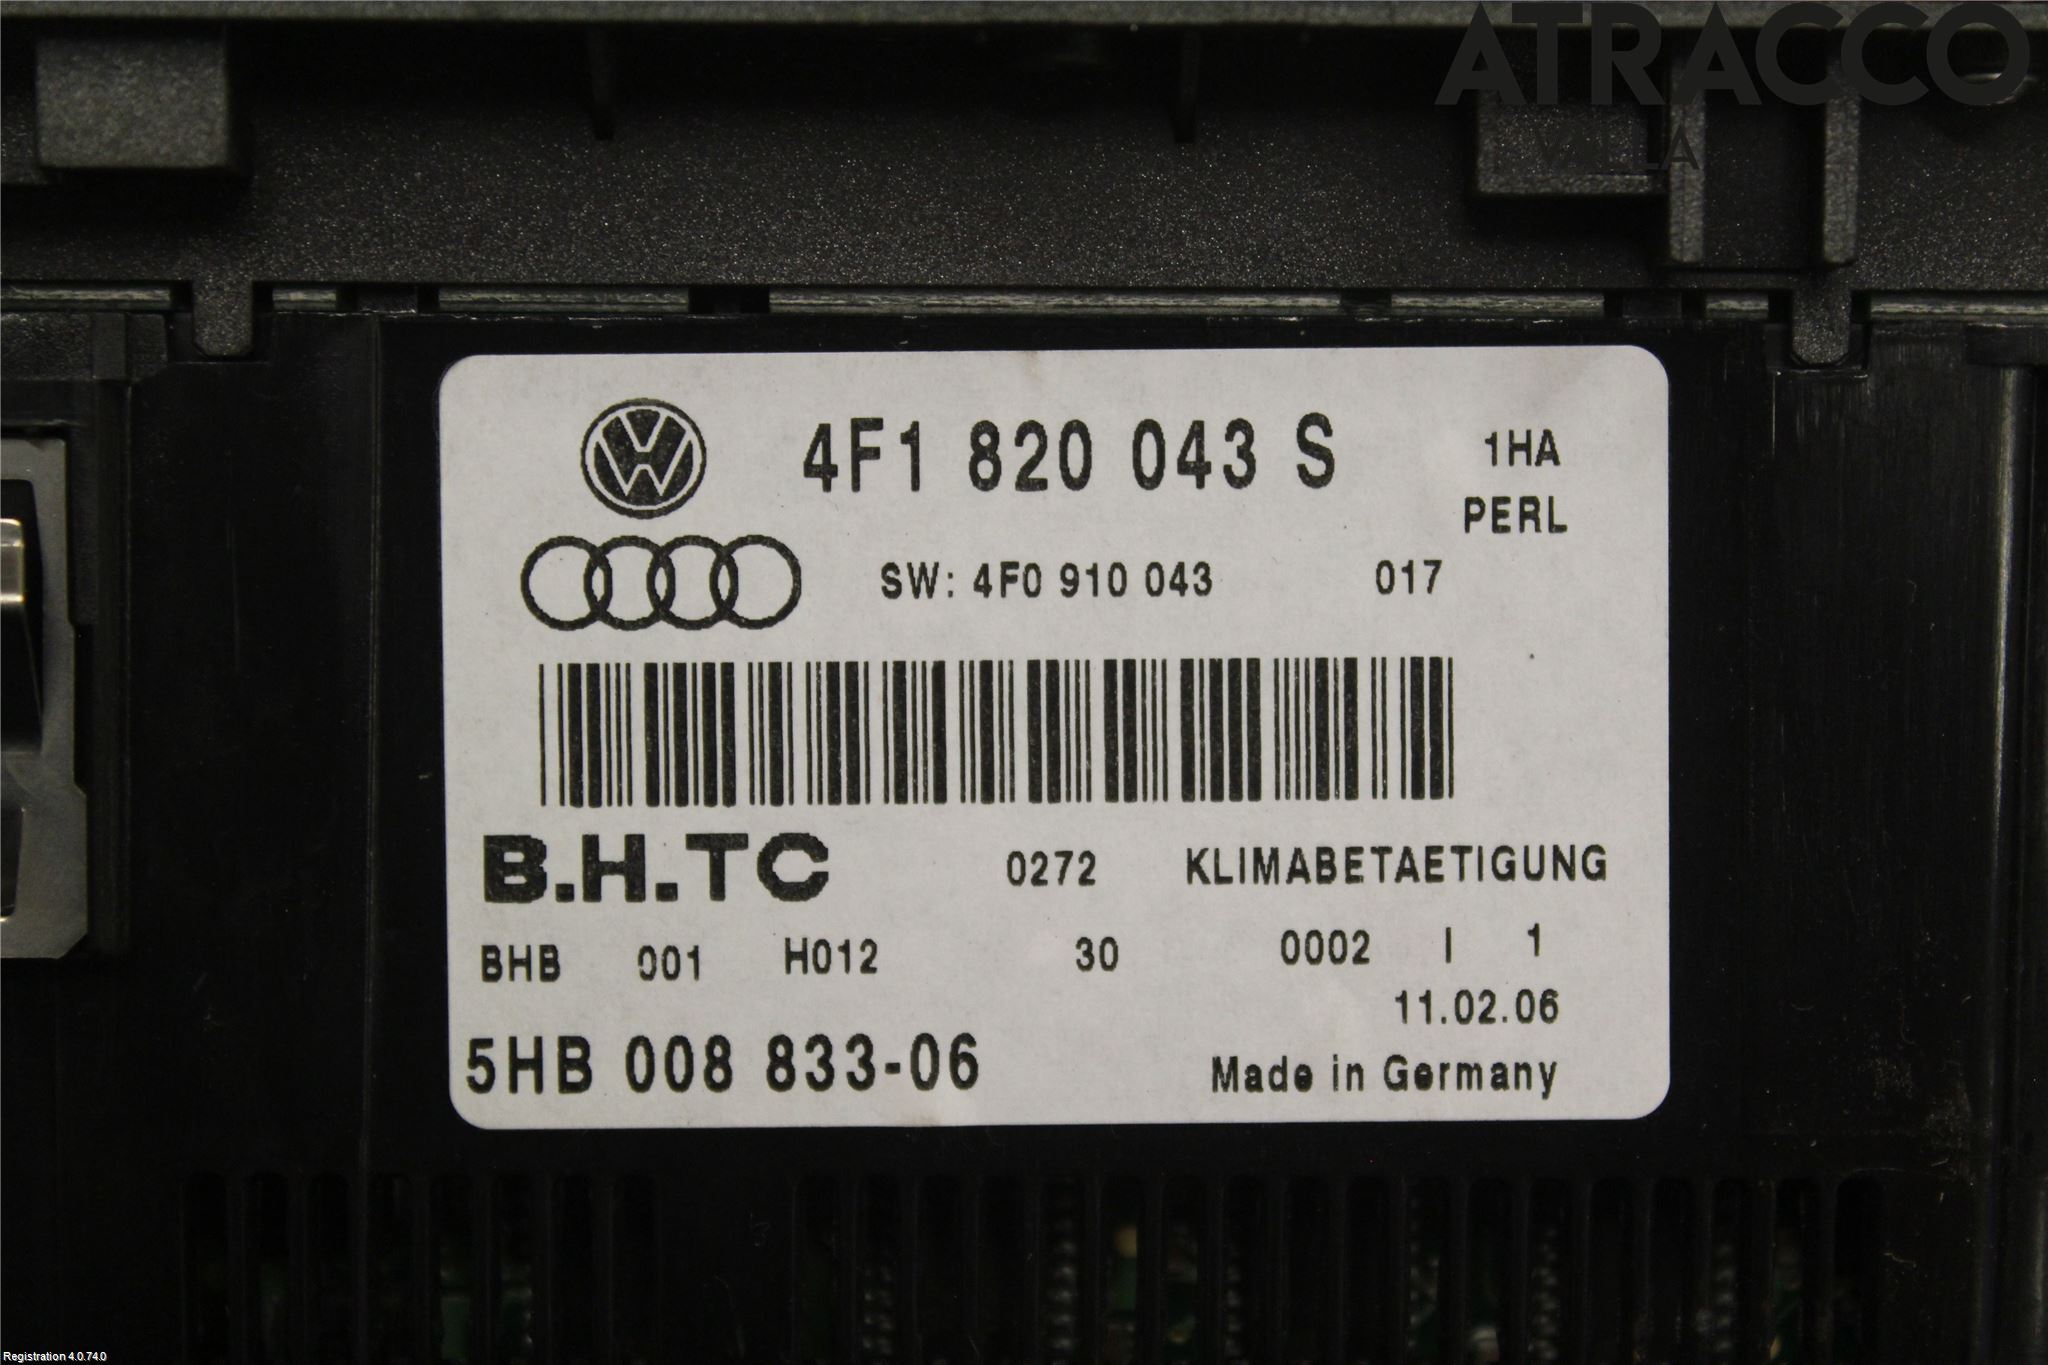 ATRACCO
VALLA
4F1 820 043 S
1HA
PERL
SW: 4F0 910 043 017
B.H.TC 0272 KLIMABETAETIGUNG
BHB 001 H012 30 0002 I 1
11.02.06
5HB 008 833-06 Made in Germany
Registration 4.0.74.0